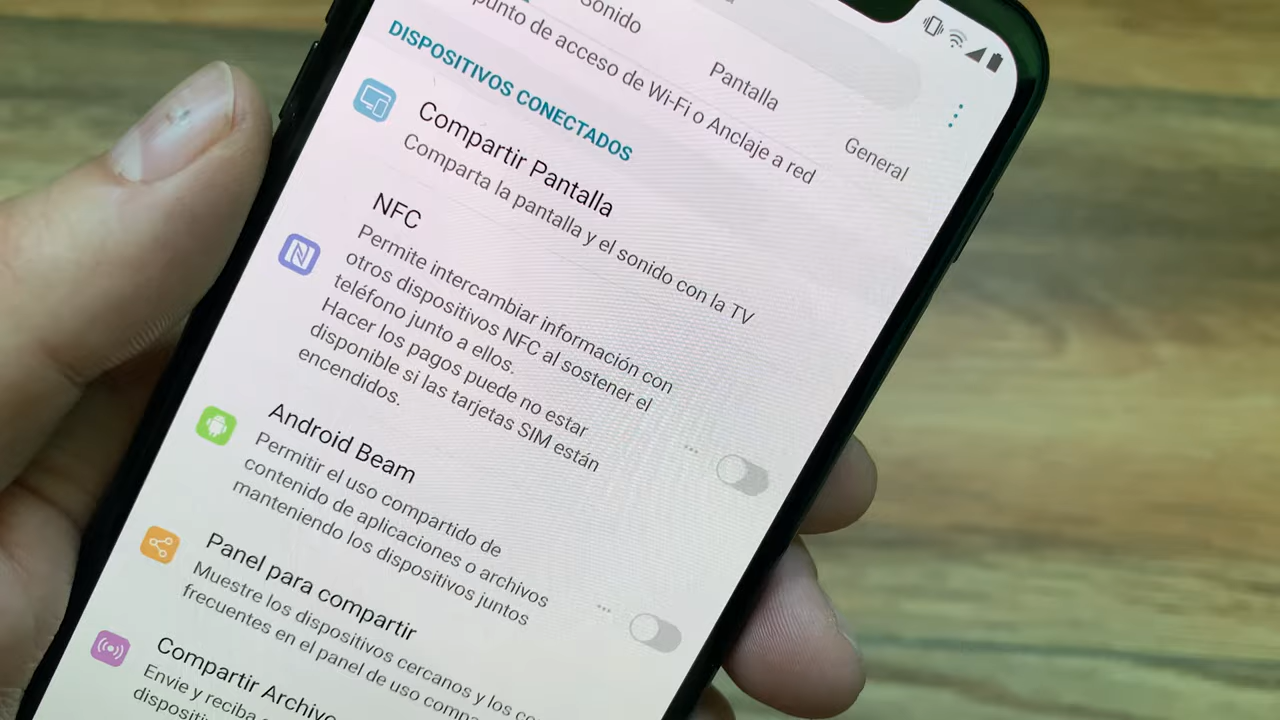 Sonido
Pantalla
General
punto de acceso de Wi-Fi o Anclaje a red
DISPOSITIVOS CONECTADOS
Compartir Pantalla
Comparta la pantalla y el sonido con la TV
NFC
Permite intercambiar información con
otros dispositivos NFC al sostener el
teléfono junto a ellos.
Hacer los pagos puede no estar
disponible si las tarjetas SIM están
encendidos.
Android Beam
Permitir el uso compartido de
contenido de aplicaciones o archivos
manteniendo los dispositivos juntos
Panel para compartir
Muestre los dispositivos cercanos y los
frecuentes en el panel de uso
Compartir
Envíe y reciba